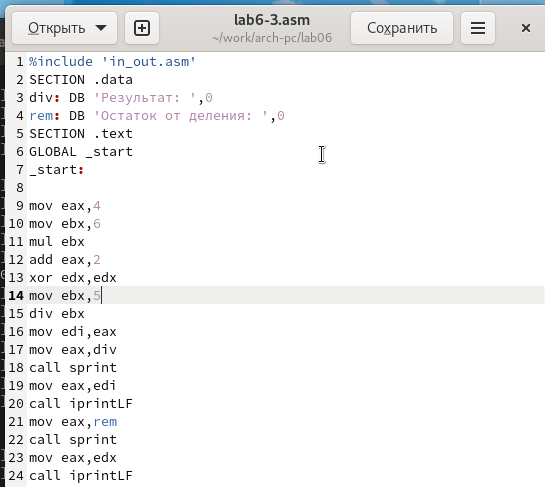 Открыть
lab6-3.asm
~/work/arch-pc/lab06
Сохранить
1 %include 'in_out.asm'
2 SECTION .data
3 div: DB 'Результат: ',0
4 rem: DB 'Остаток от деления: ',0
5 SECTION .text
6 GLOBAL _start
7 _start:
8
9 mov eax,4
10 mov ebx,6
11 mul ebx
12 add eax,2
13 xor edx,edx
14 mov ebx,5
15 div ebx
16 mov edi,eax
17 mov eax,div
18 call sprint
19 mov eax,edi
20 call iprintLF
21 mov eax,rem
22 call sprint
23 mov eax,edx
24 call iprintLF